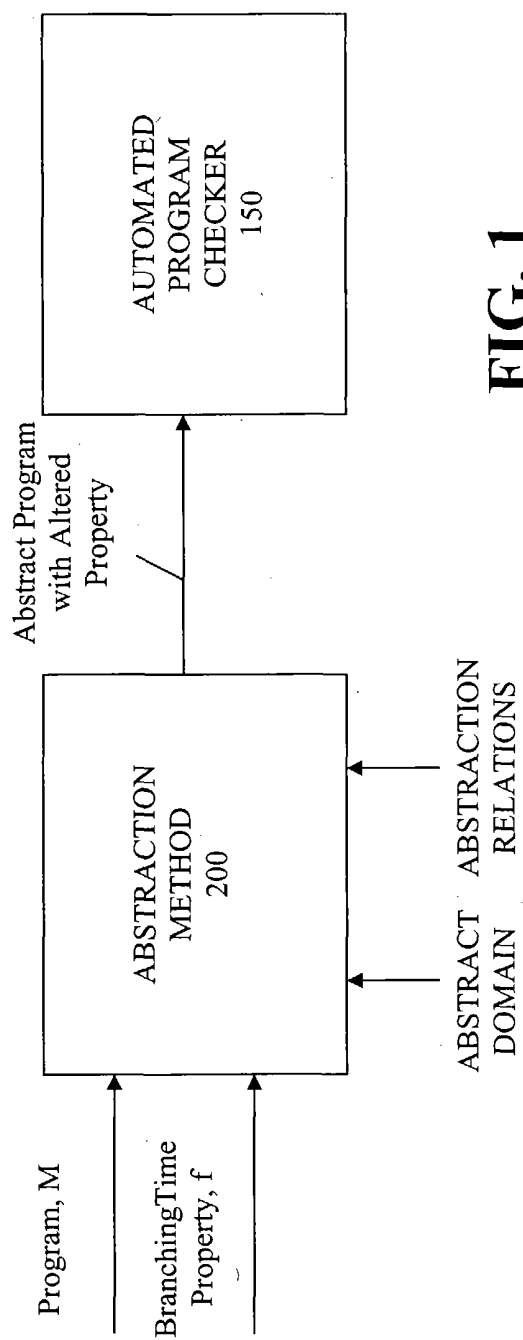 Program, M
BranchingTime
Property, f
ABSTRACTION
METHOD
200
ABSTRACT
DOMAIN
ABSTRACTION
RELATIONS
Abstract Program
with Altered
Property
AUTOMATED
PROGRAM
CHECKER
150
FIG. 1